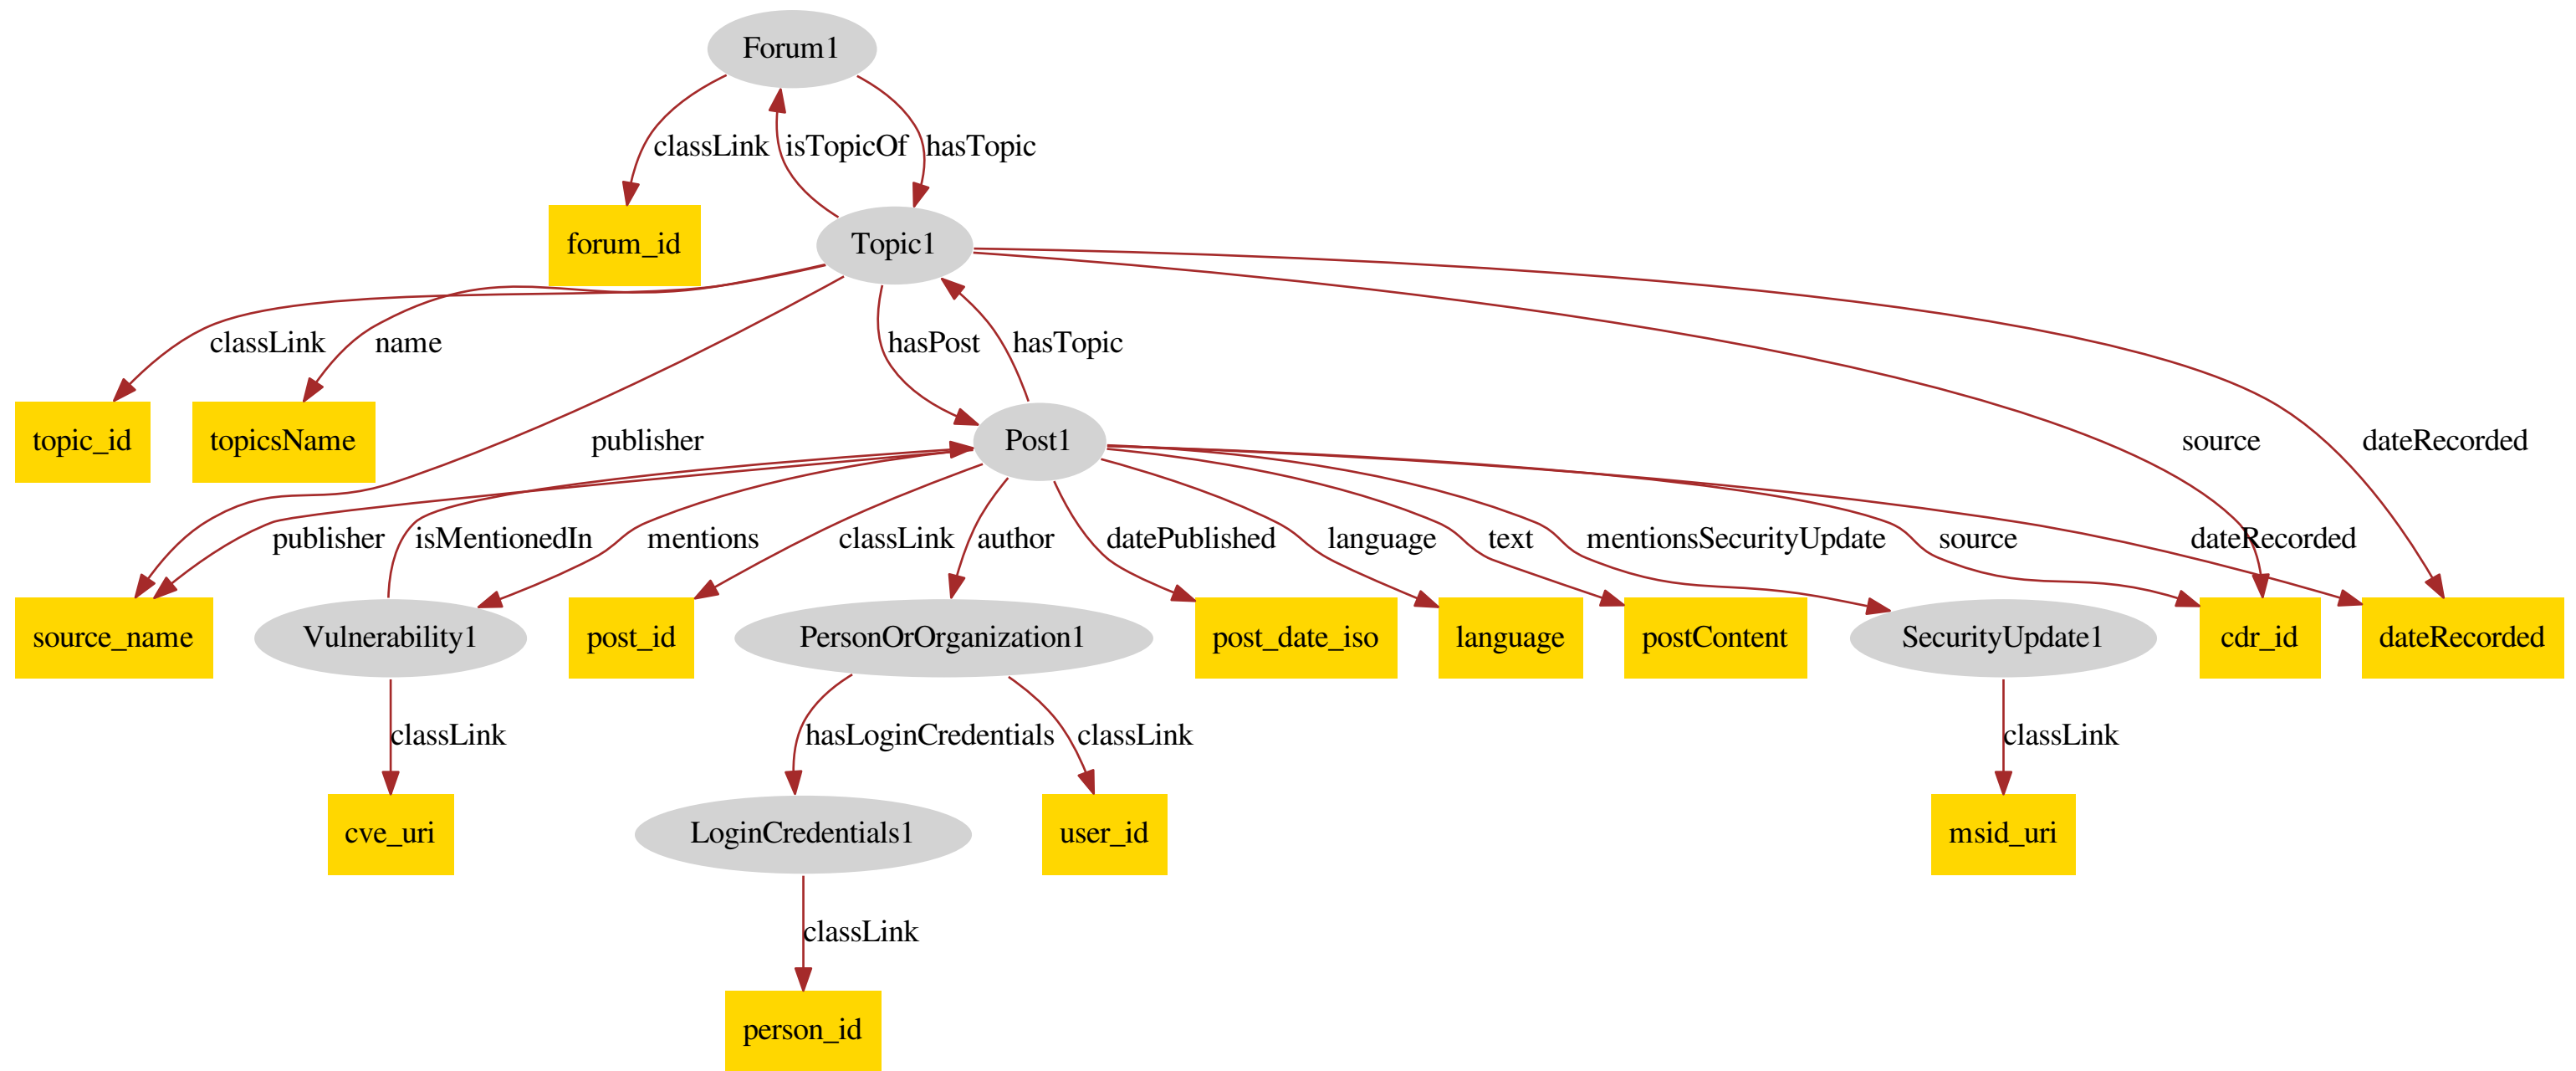 Forum1
classLink
isTopicOf
hasTopic
forum_id
Topic1
classLink
name
hasPost
hasTopic
topic_id
topicsName
publisher
Post1
source
dateRecorded
publisher
isMentionedIn
mentions
classLink
author
datePublished
language
text
mentionsSecurityUpdate
source
dateRecorded
source_name
Vulnerability1
post_id
PersonOrOrganization1
post_date_iso
language
postContent
SecurityUpdate1
cdr_id
dateRecorded
classLink
hasLoginCredentials
classLink
classLink
cve_uri
LoginCredentials1
user_id
msid_uri
classLink
person_id